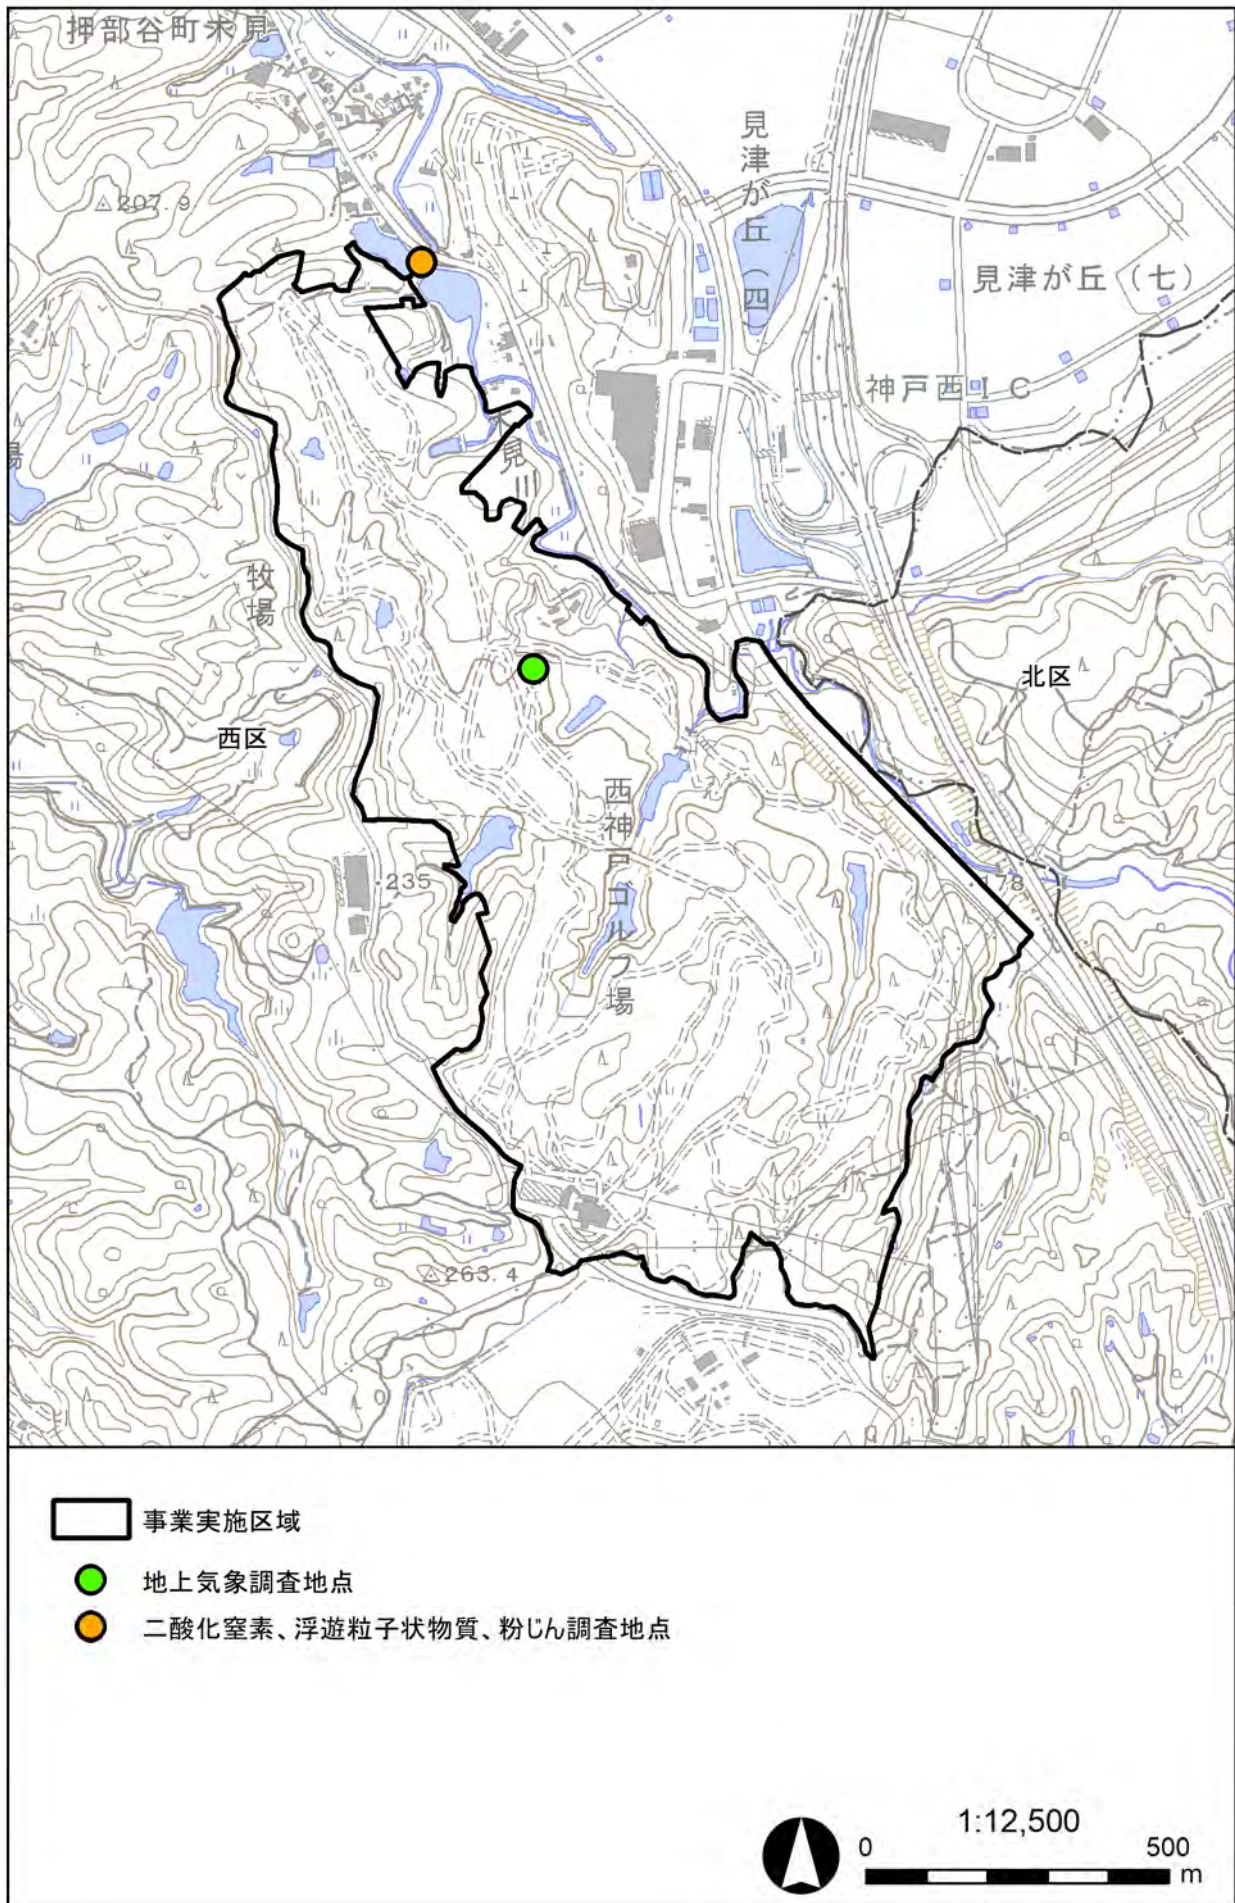 押部谷町木見
207.9
見津が丘（四
見津が丘（七）
神戸西ＩＣ
木見川
牧場
北区
西区
西神戸ゴルフ場
235
178
240
263.4
事業実施区域
地上気象調査地点
二酸化窒素、浮遊粒子状物質、粉じん調査地点
1:12,500
0 500
m